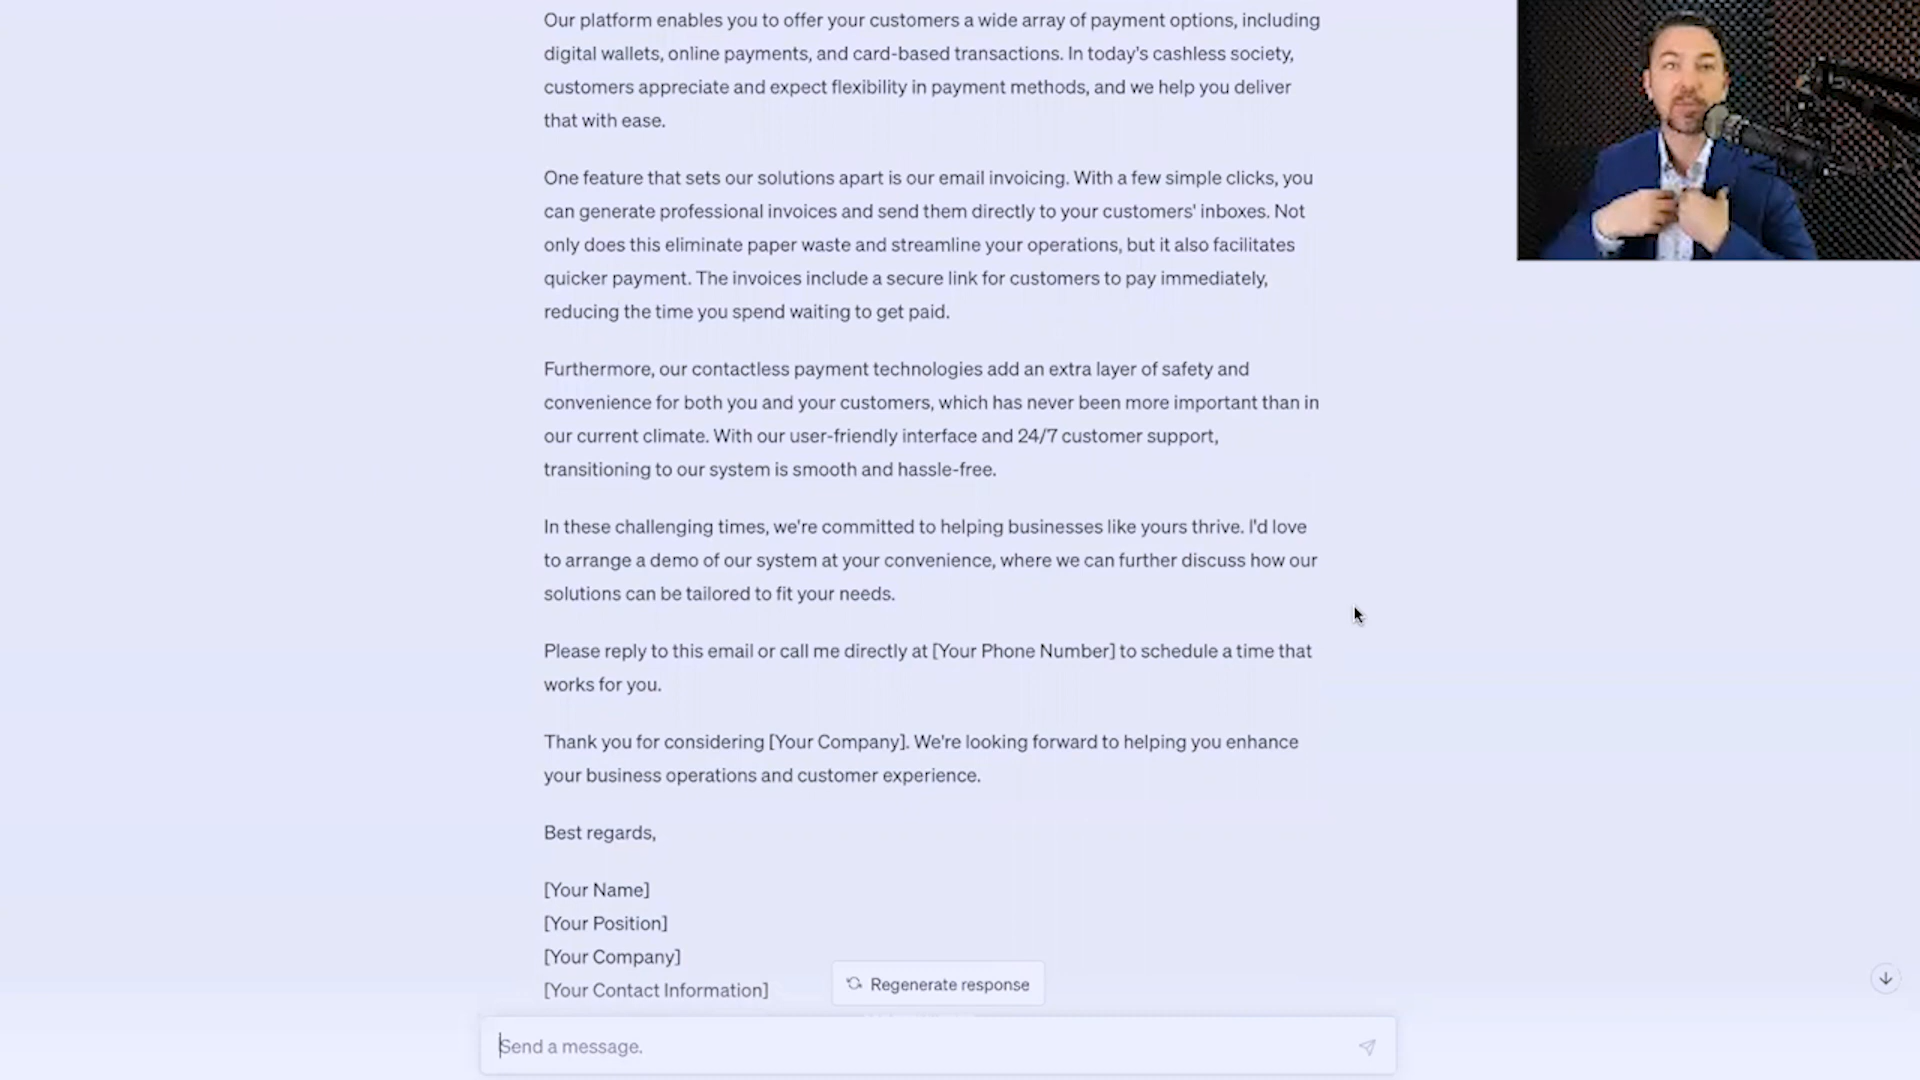 Our platform enables you to offer your customers a wide array of payment options, including
digital wallets, online payments, and card-based transactions. In today's cashless society,
customers appreciate and expect flexibility in payment methods, and we help you deliver
that with ease.
One feature that sets our solutions apart is our email invoicing. With a few simple clicks, you
can generate professional invoices and send them directly to your customers' inboxes. Not
only does this eliminate paper waste and streamline your operations, but it also facilitates
quicker payment. The invoices include a secure link for customers to pay immediately,
reducing the time you spend waiting to get paid.
Furthermore, our contactless payment technologies add an extra layer of safety and
convenience for both you and your customers, which has never been more important than in
our current climate. With our user-friendly interface and 24/7 customer support,
transitioning to our system is smooth and hassle-free.
In these challenging times, we're committed to helping businesses like yours thrive. I'd love
to arrange a demo of our system at your convenience, where we can further discuss how our
solutions can be tailored to fit your needs.
Please reply to this email or call me directly at [Your Phone Number] to schedule a time that
works for you.
Thank you for considering [Your Company]. We're looking forward to helping you enhance
your business operations and customer experience.
Best regards,
[Your Name]
[Your Position]
[Your Company]
[Your Contact Information]
Regenerate response
Send a message.